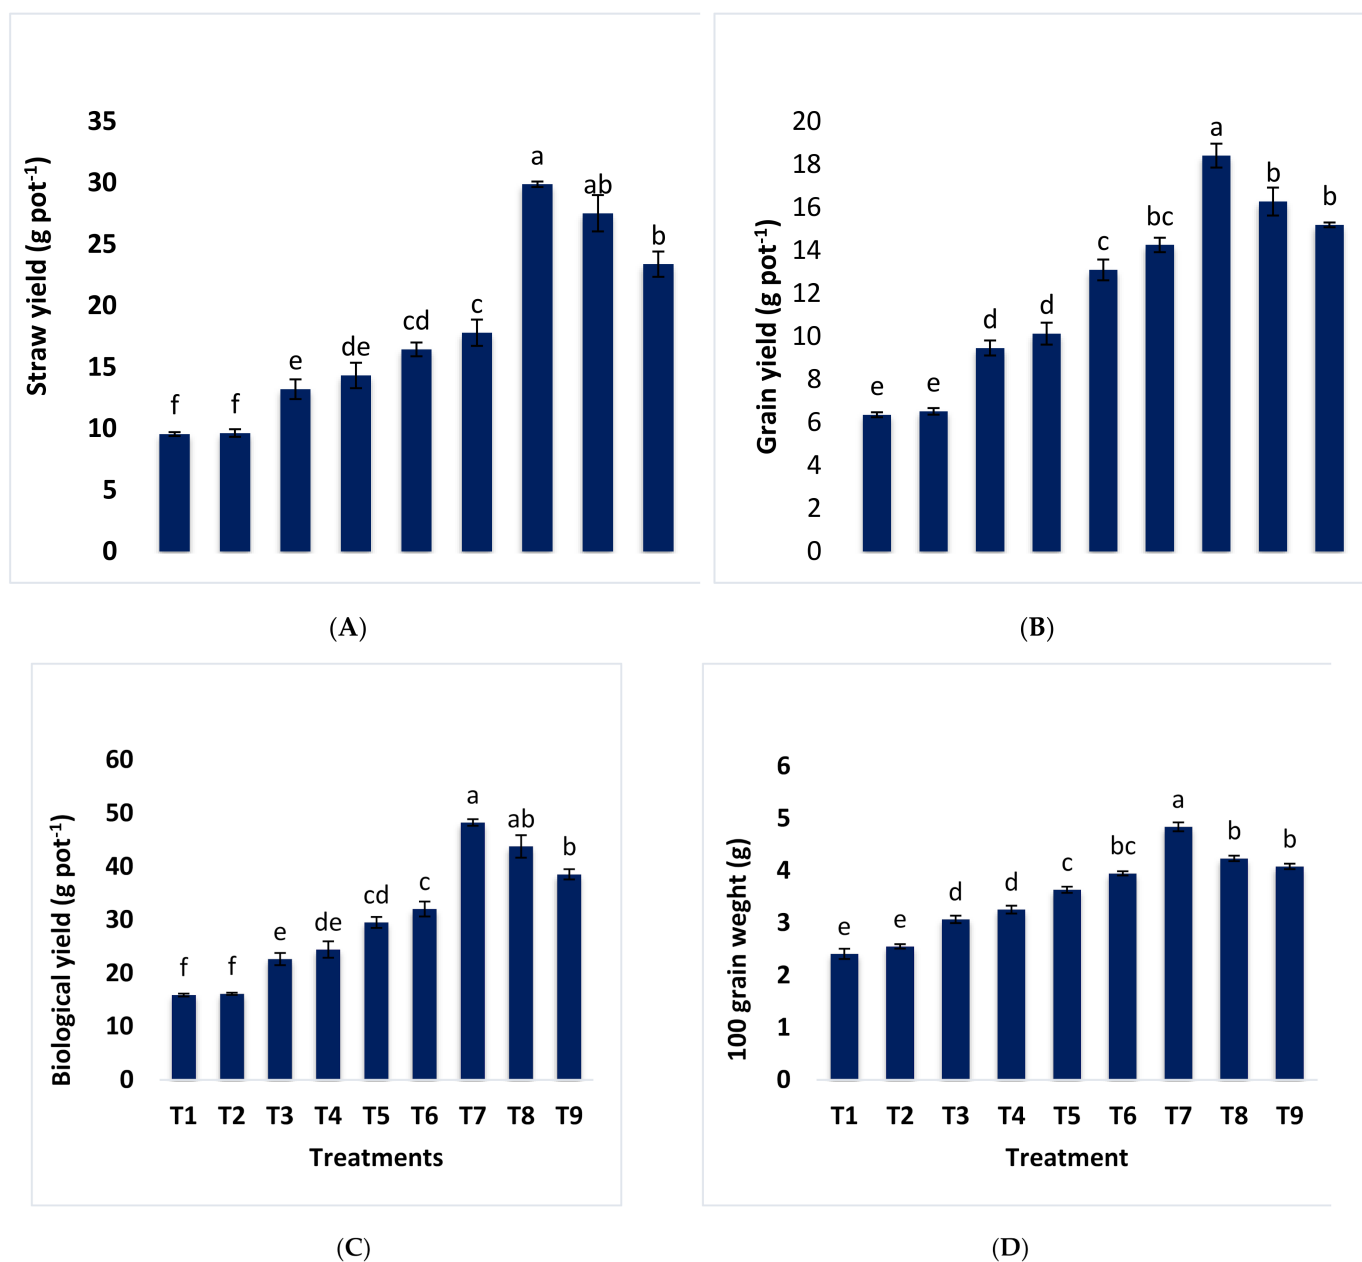 35
30
25
20
15
10
5
0
Straw yield (g pot-1)
f f e de cd c a ab b
(A)
20
18
16
14
12
10
8
6
4
2
0
Grain yield (g pot-1)
e e d d c bc a b b
(B)
60
50
40
30
20
10
0
Biological yield (g pot-1)
f f e de cd c a ab b
T1 T2 T3 T4 T5 T6 T7 T8 T9
Treatments
(C)
6
5
4
3
2
1
0
100 grain weght (g)
e e d d c bc a b b
T1 T2 T3 T4 T5 T6 T7 T8 T9
Treatment
(D)